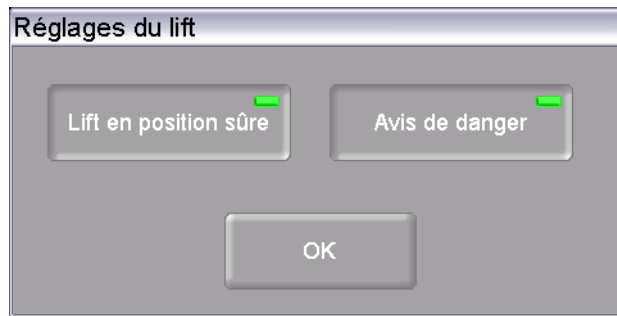 Réglages du lift
Lift en position sûre
Avis de danger
OK